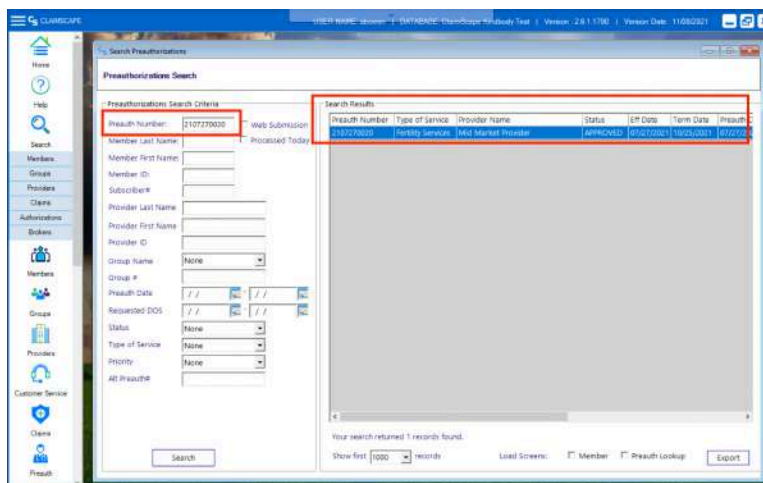 CS CLAIMSCAPE
USER NAME: | DATABASE: ClaimScape Kindbody Test | Version: 2.6.1.1700 | Version Date: 11/08/2021
Home
Help
Search
Members
Groups
Providers
Claims
Authorizations
Brokers
Members
Groups
Providers
Customer Service
Claims
Preauth
Search Preauthorizations
Preauthorizations Search
Preauthorizations Search Criteria
Preauth Number: 2107270020
Web Submission
Member Last Name:
Processed Today
Member First Name:
Member ID:
Subscriber#
Provider Last Name
Provider First Name
Provider ID
Group Name None
Group #
Preauth Date / / - / /
Requested DOS / / - / /
Status None
Type of Service None
Priority None
Alt Preauth#
Search
Search Results
Preauth Number Type of Service Provider Name Status Eff Date Term Date Preauth
2107270020 Fertility Services Mid Market Provider APPROVED 07/27/2021 10/25/2021 07/27/2
Your search returned 1 records found.
Show first 1000 records
Load Screens: Member Preauth Lookup
Export